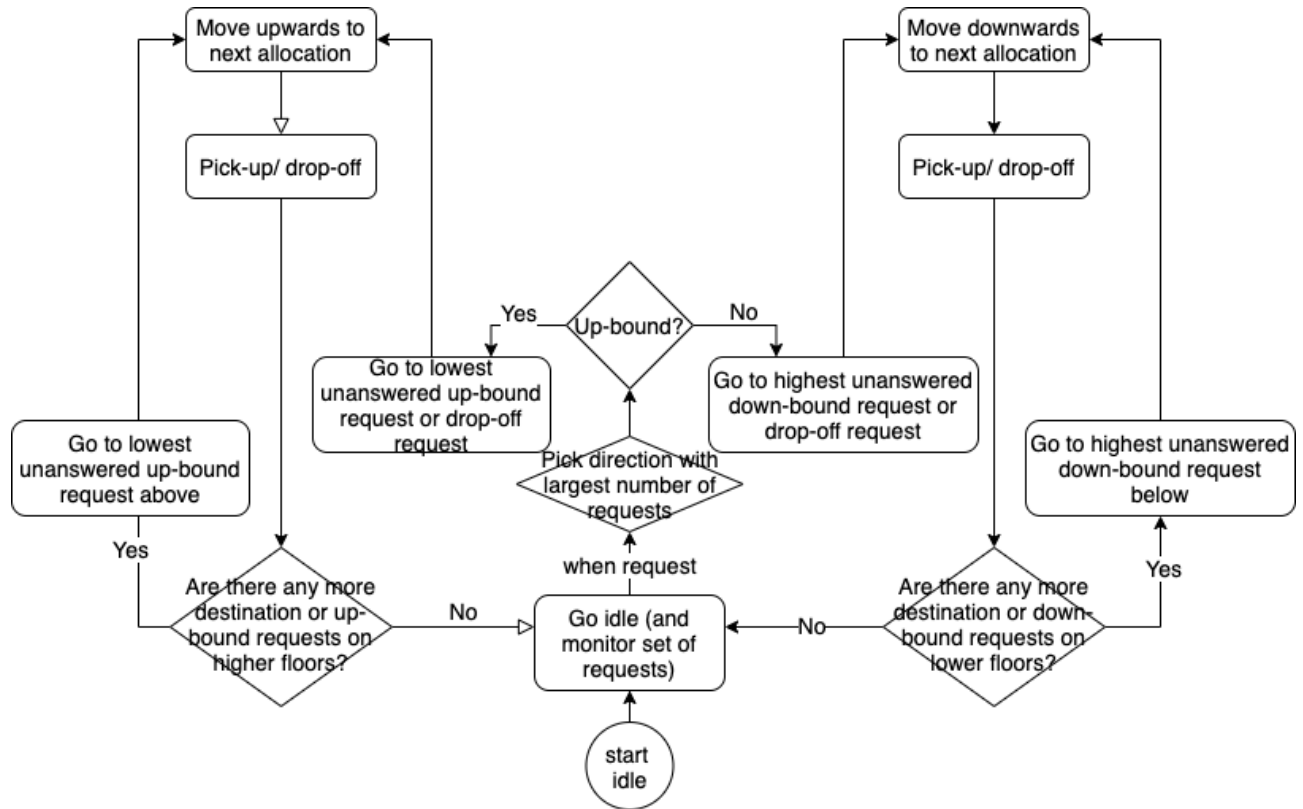 Move upwards to
next allocation
Move downwards
to next allocation
Pick-up/ drop-off
Pick-up/ drop-off
Up-bound?
Yes
No
Go to lowest
unanswered up-bound
request or drop-off
request
Go to highest unanswered
down-bound request or
drop-off request
Go to lowest
unanswered up-bound
request above
Go to highest unanswered
down-bound request
below
Pick direction with
largest number of
requests
Yes
when request
Yes
Are there any more
destination or up-
bound requests on
higher floors?
No
Go idle (and
monitor set of
requests)
No
Are there any more
destination or down-
bound requests on
lower floors?
start
idle